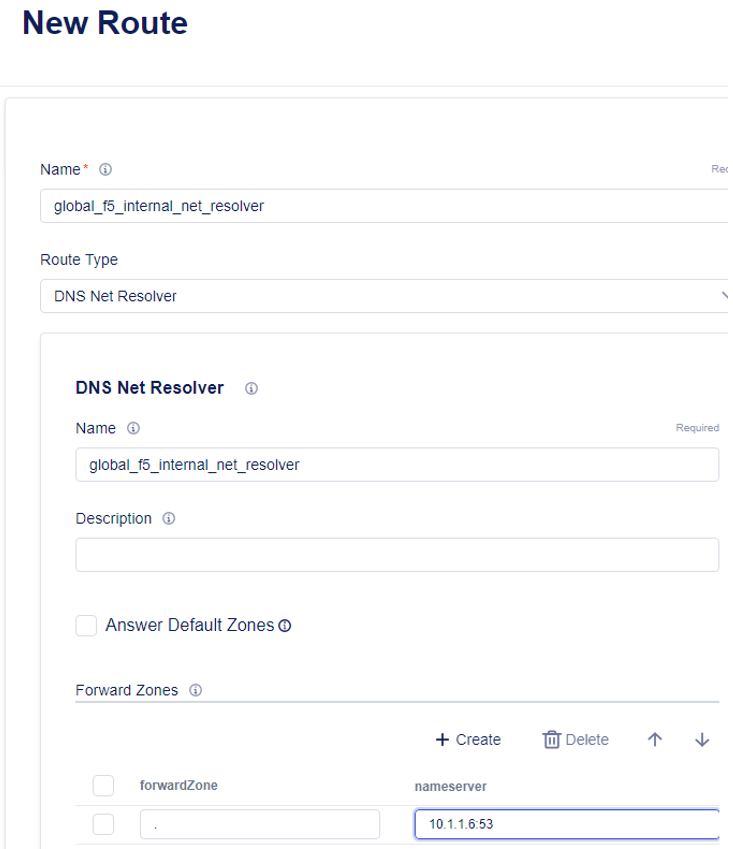 New Route
Name*
global_f5_internal_net_resolver
Route Type
DNS Net Resolver
DNS Net Resolver
Name Required
global_f5_internal_net_resolver
Description
Answer Default Zones
Forward Zones
+ Create Delete
forwardZone nameserver
. 10.1.1.6:53